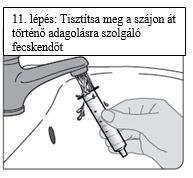 11. lépés: Tisztítsa meg a szájon át
történő adagolásra szolgáló
fecskendőt